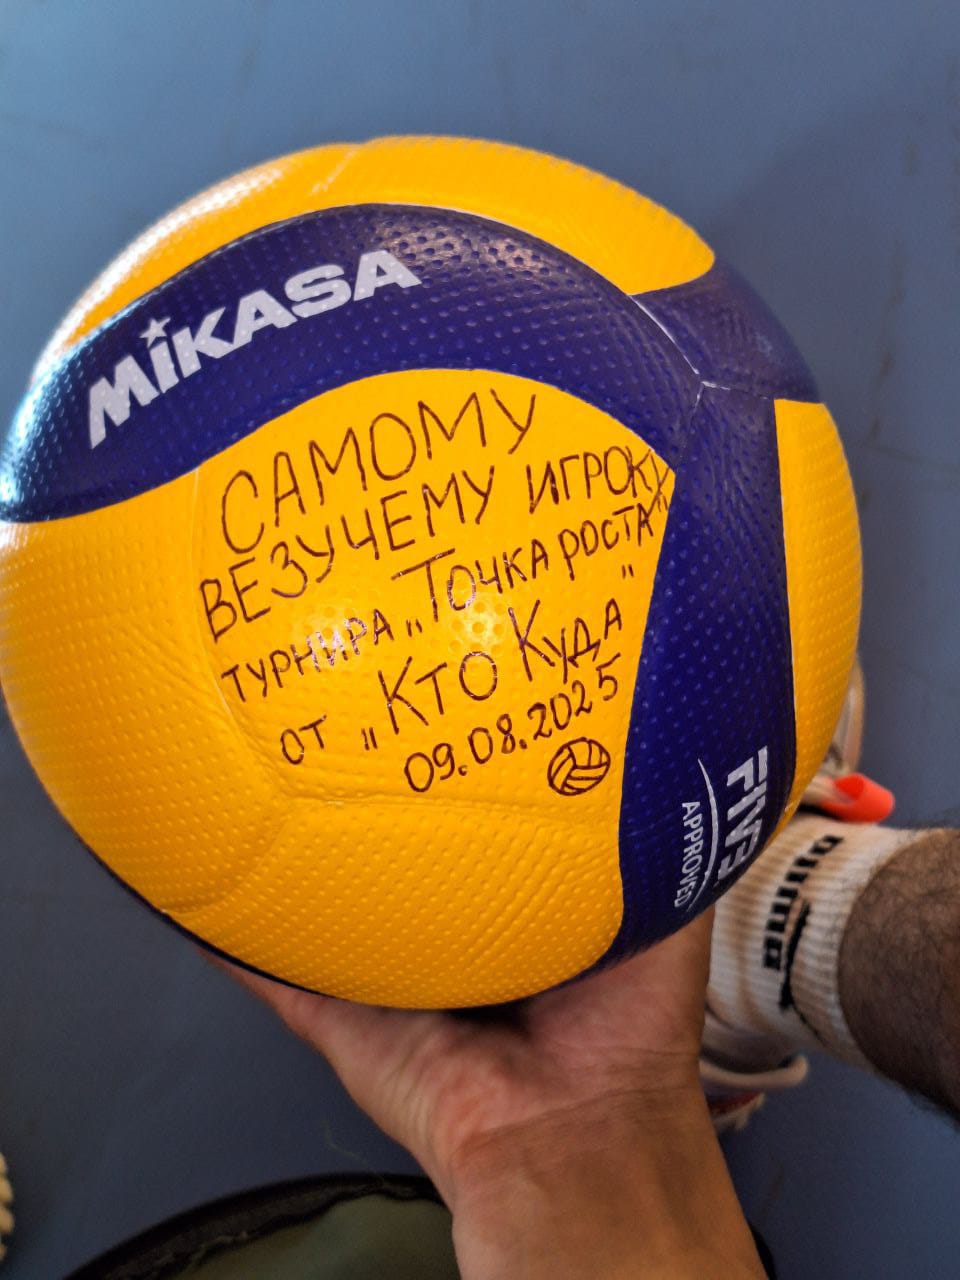 MIKASA
САМОМУ
ВЕЗУЧЕМУ ИГРОКУ
ТУРНИРА „Точка роста"
от „Кто Куда"
09.08.2025
FIVB
APPROVED
puma